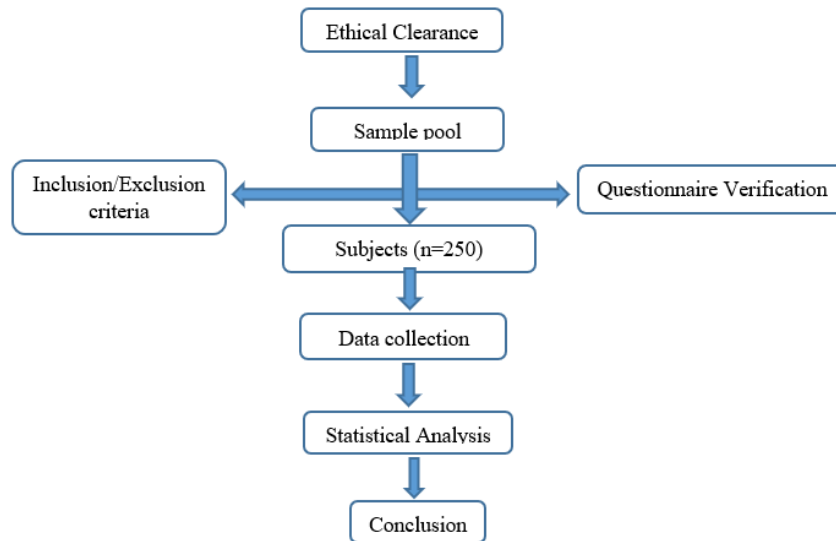 Ethical Clearance
Sample pool
Inclusion/Exclusion
criteria
Questionnaire Verification
Subjects (n=250)
Data collection
Statistical Analysis
Conclusion